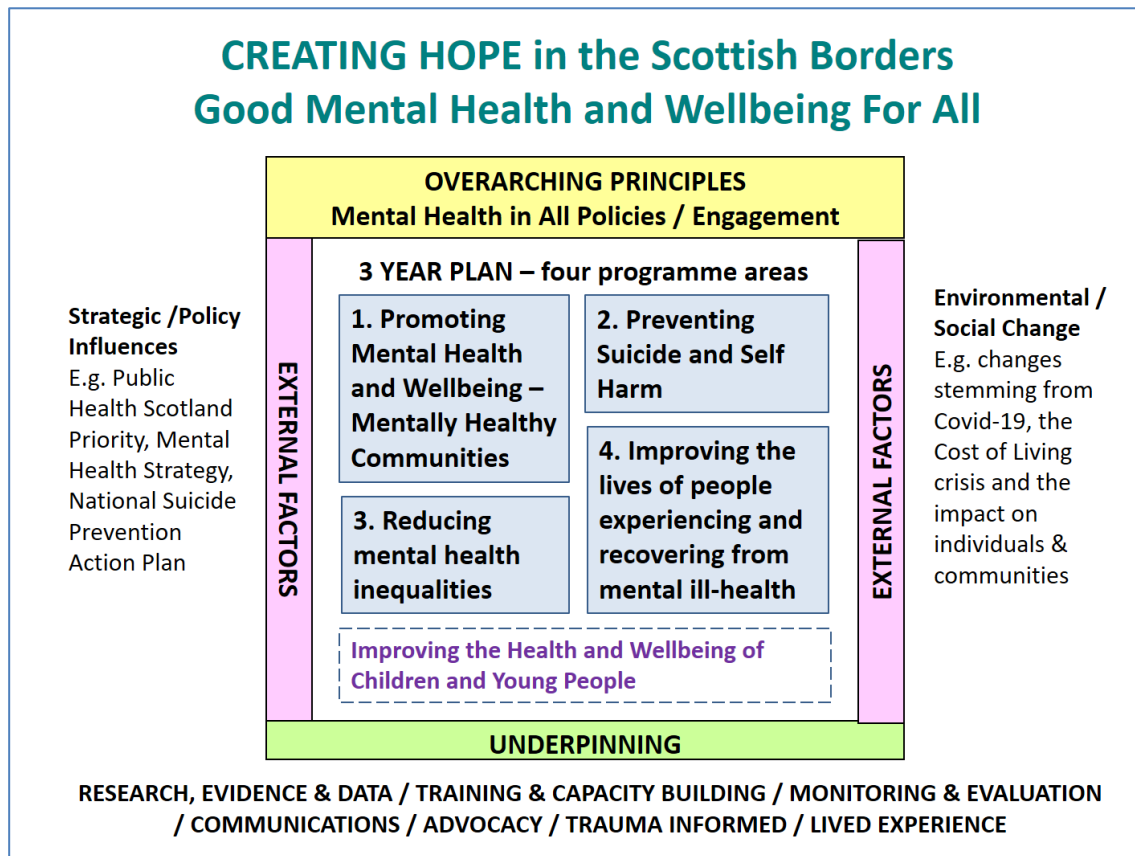 CREATING HOPE in the Scottish Borders
Good Mental Health and Wellbeing For All
OVERARCHING PRINCIPLES
Mental Health in All Policies / Engagement
Strategic /Policy
Influences
E.g. Public
Health Scotland
Priority, Mental
Health Strategy,
National Suicide
Prevention
Action Plan
EXTERNAL FACTORS
3 YEAR PLAN – four programme areas
1. Promoting
Mental Health
and Wellbeing –
Mentally Healthy
Communities
2. Preventing
Suicide and Self
Harm
3. Reducing
mental health
inequalities
4. Improving the
lives of people
experiencing and
recovering from
mental ill-health
Improving the Health and Wellbeing of
Children and Young People
EXTERNAL FACTORS
Environmental /
Social Change
E.g. changes
stemming from
Covid-19, the
Cost of Living
crisis and the
impact on
individuals &
communities
UNDERPINNING
RESEARCH, EVIDENCE & DATA / TRAINING & CAPACITY BUILDING / MONITORING & EVALUATION
/ COMMUNICATIONS / ADVOCACY / TRAUMA INFORMED / LIVED EXPERIENCE